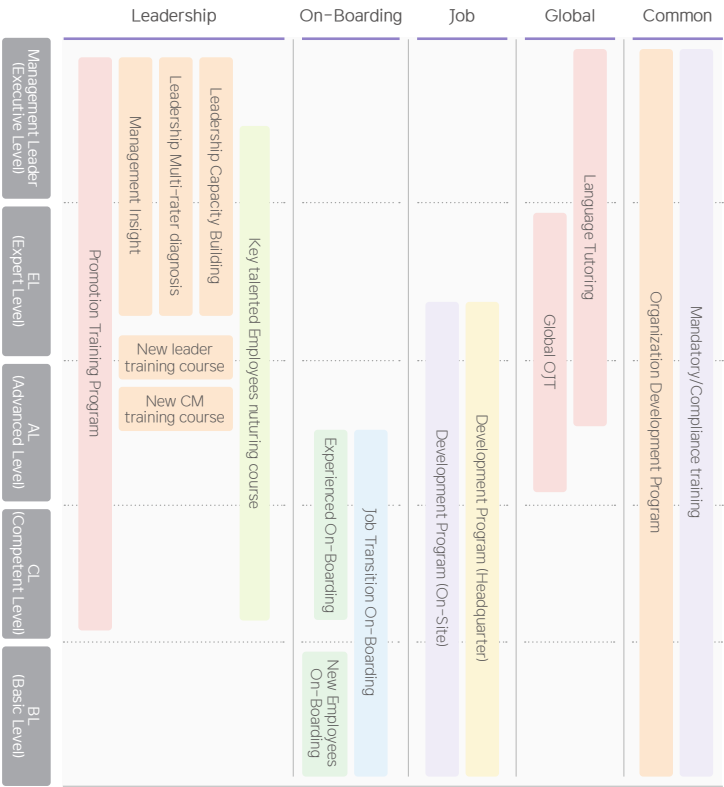 Leadership
On-Boarding
Job
Global
Common
Management Leader
(Executive Level)
EL
(Expert Level)
AL
(Advanced Level)
CL
(Competent Level)
BL
(Basic Level)
Promotion Training Program
Management Insight
Leadership Multi-rater diagnosis
Leadership Capacity Building
New leader
training course
New CM
training course
Key talented Employees nuturing course
Experienced On-Boarding
New Employees
On-Boarding
Job Transition On-Boarding
Development Program (On-Site)
Development Program (Headquarter)
Global OJT
Language Tutoring
Organization Development Program
Mandatory/Compliance training